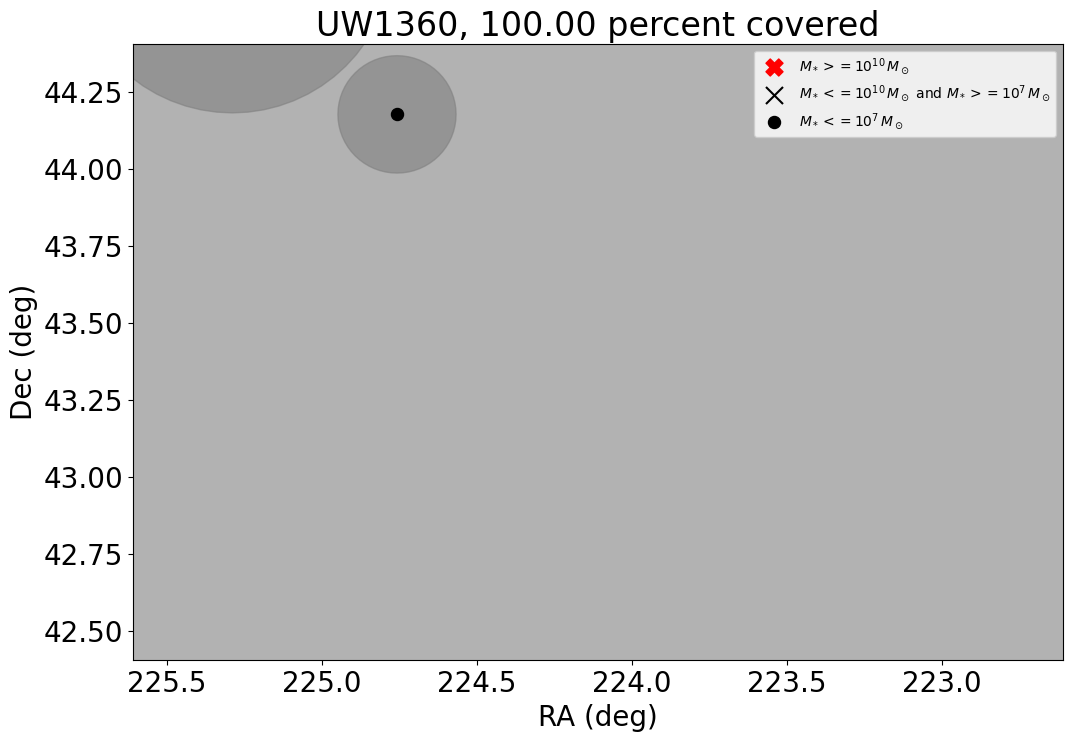 UW1360, 100.00 percent covered
M* >= 10^10 M⊙
M* <= 10^10 M⊙ and M* >= 10^7 M⊙
M* <= 10^7 M⊙
Dec (deg)
44.25
44.00
43.75
43.50
43.25
43.00
42.75
42.50
225.5 225.0 224.5 224.0 223.5 223.0
RA (deg)